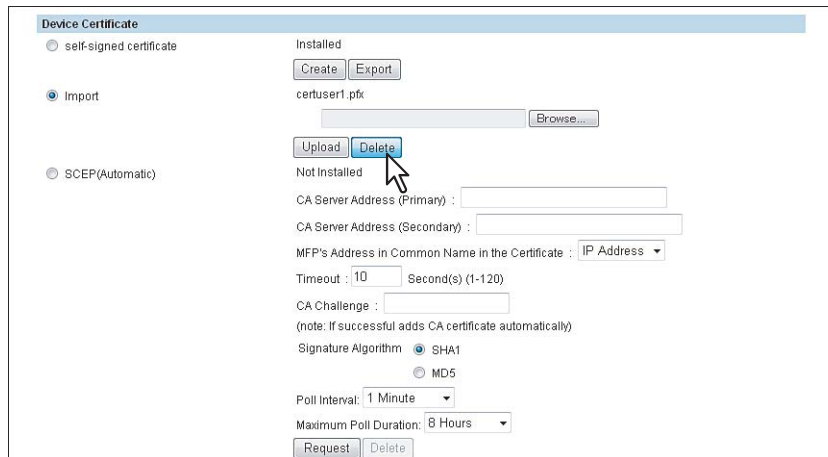 Device Certificate
self-signed certificate Installed
Create Export
Import certuser1.pfx
Browse...
Upload Delete
SCEP(Automatic) Not Installed
CA Server Address (Primary) :
CA Server Address (Secondary) :
MFP's Address in Common Name in the Certificate : IP Address
Timeout : 10 Second(s) (1-120)
CA Challenge :
(note: If successful adds CA certificate automatically)
Signature Algorithm SHA1
MD5
Poll Interval: 1 Minute
Maximum Poll Duration: 8 Hours
Request Delete